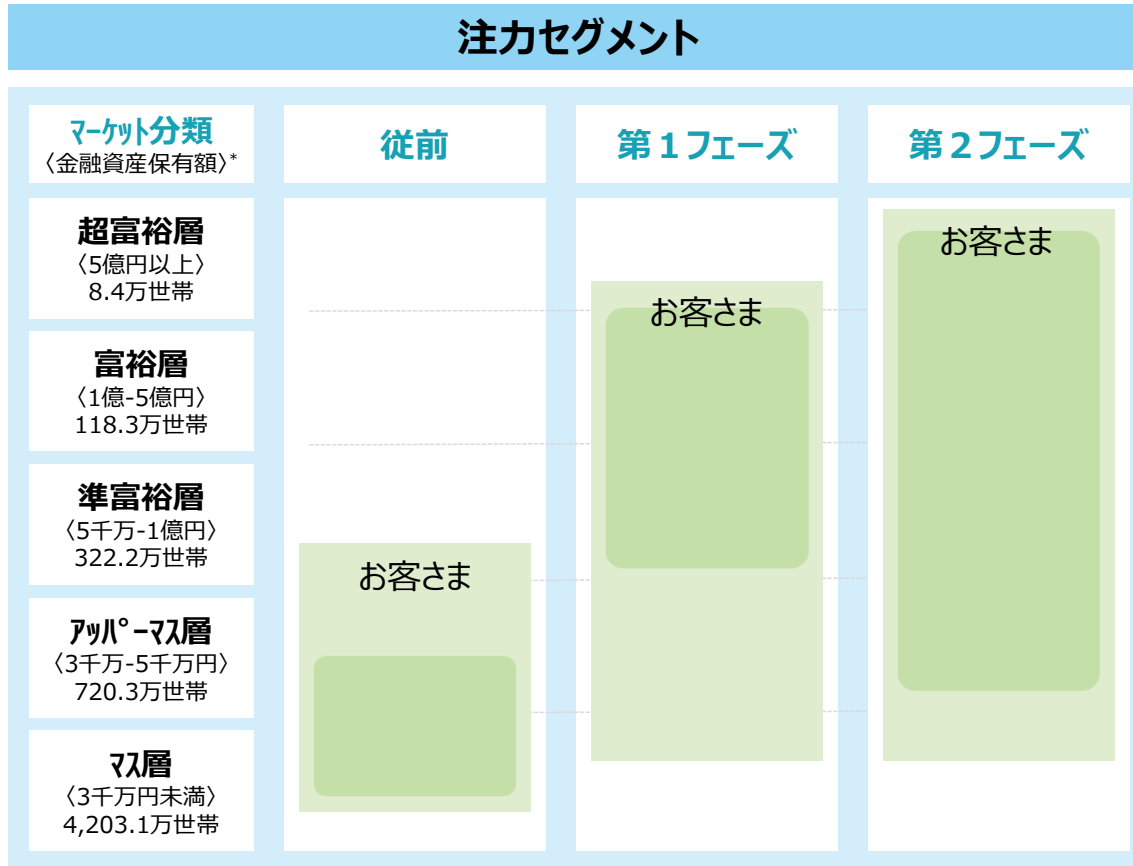 注力セグメント
ﾏｰｹｯﾄ分類
〈金融資産保有額〉*
従前
第１フェーズ
第２フェーズ
超富裕層
〈5億円以上〉
8.4万世帯
富裕層
〈1億-5億円〉
118.3万世帯
準富裕層
〈5千万-1億円〉
322.2万世帯
ｱｯﾊﾟｰﾏｽ層
〈3千万-5千万円〉
720.3万世帯
ﾏｽ層
〈3千万円未満〉
4,203.1万世帯
お客さま
お客さま
お客さま